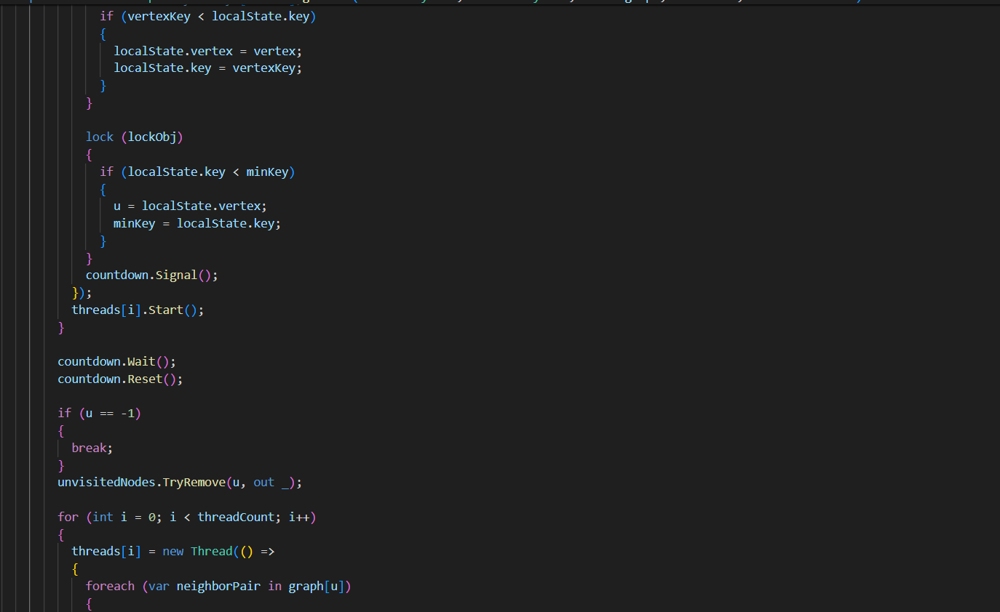 if (vertexKey < localState.key)
{
localState.vertex = vertex;
localState.key = vertexKey;
}
}
lock (lockObj)
{
if (localState.key < minKey)
{
u = localState.vertex;
minKey = localState.key;
}
}
countdown.Signal();
});
threads[i].Start();
}
countdown.Wait();
countdown.Reset();
if (u == -1)
{
break;
}
unvisitedNodes.TryRemove(u, out _);
for (int i = 0; i < threadCount; i++)
{
threads[i] = new Thread(() =>
{
foreach (var neighborPair in graph[u])
{